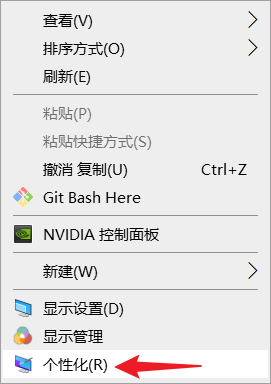 查看(V)
排序方式(O)
刷新(E)
粘贴(P)
粘贴快捷方式(S)
撤消 复制(U) Ctrl+Z
Git Bash Here
NVIDIA 控制面板
新建(W)
显示设置(D)
显示管理
个性化(R)